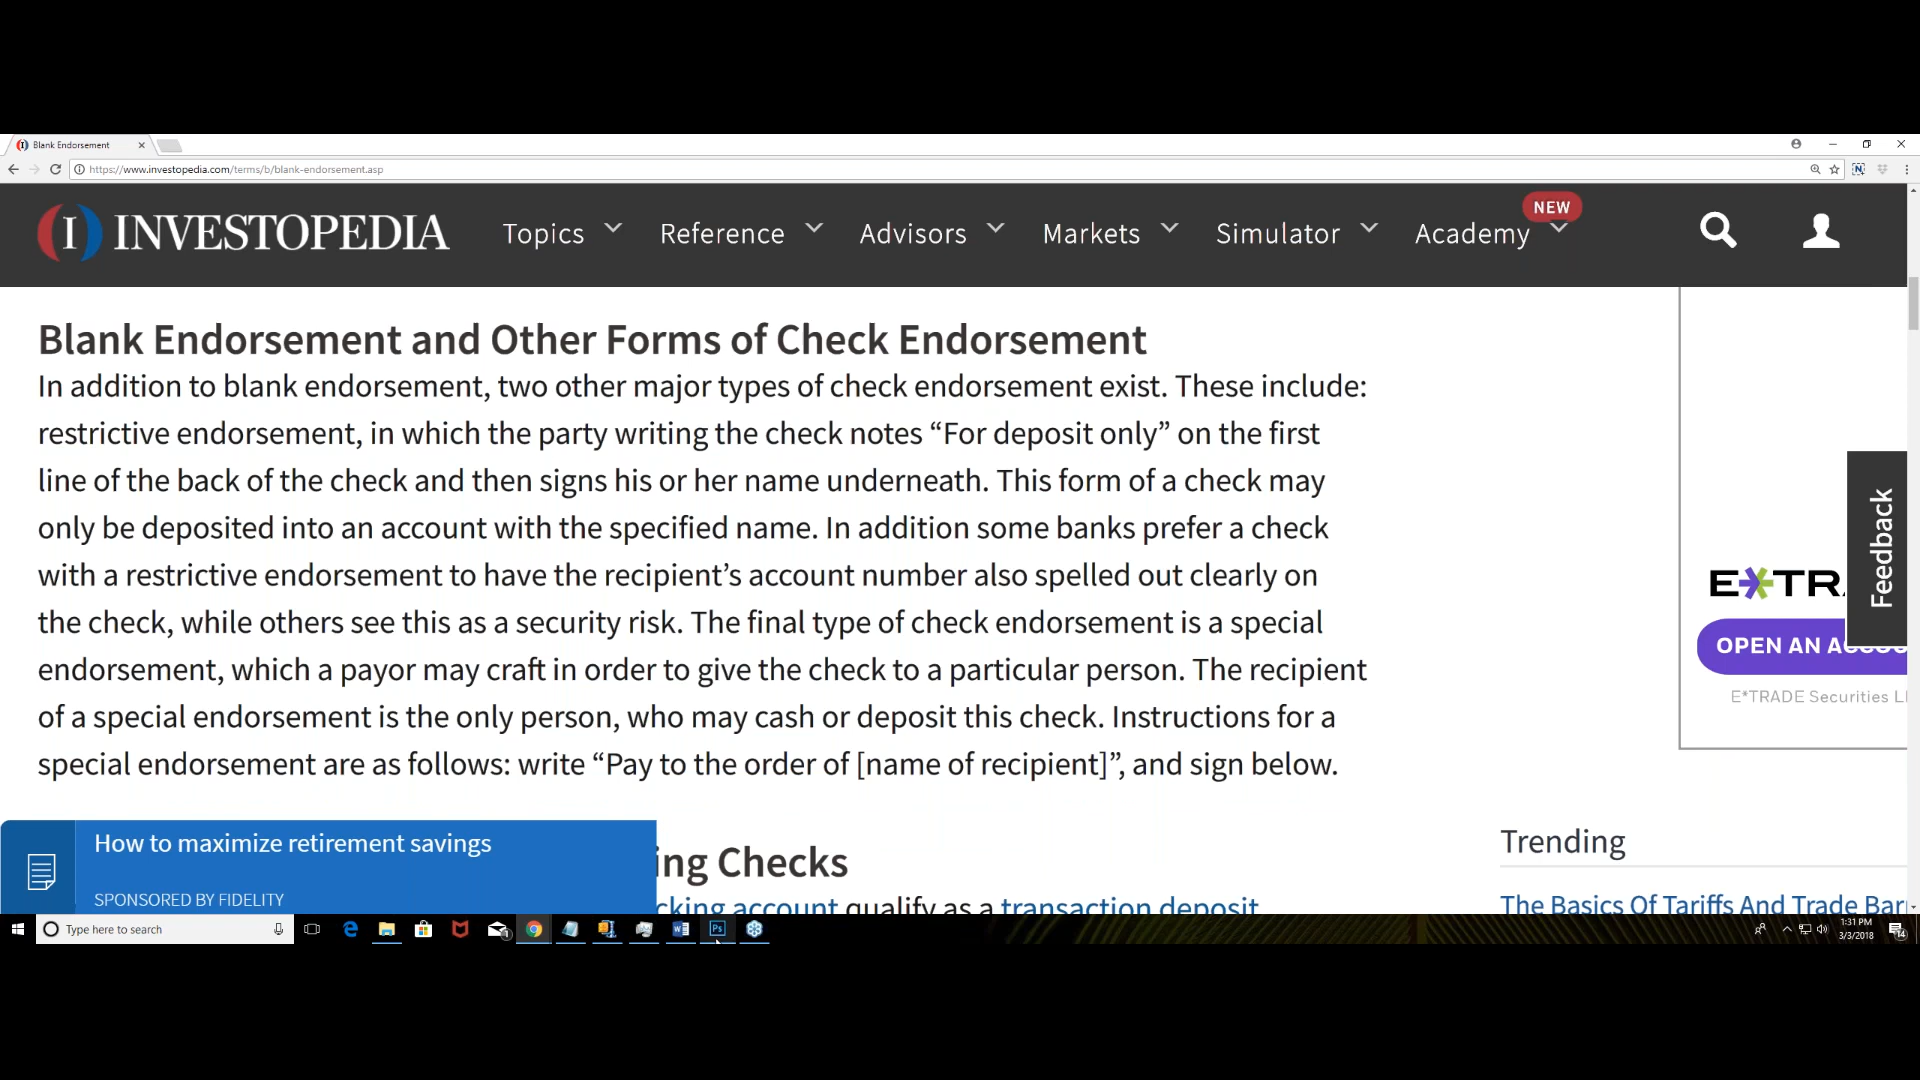 Blank Endorsement
https://www.investopedia.com/terms/b/blank-endorsement.asp
INVESTOPEDIA
Topics
Reference
Advisors
Markets
Simulator
Academy
NEW
Blank Endorsement and Other Forms of Check Endorsement
In addition to blank endorsement, two other major types of check endorsement exist. These include:
restrictive endorsement, in which the party writing the check notes “For deposit only” on the first
line of the back of the check and then signs his or her name underneath. This form of a check may
only be deposited into an account with the specified name. In addition some banks prefer a check
with a restrictive endorsement to have the recipient’s account number also spelled out clearly on
the check, while others see this as a security risk. The final type of check endorsement is a special
endorsement, which a payor may craft in order to give the check to a particular person. The recipient
of a special endorsement is the only person, who may cash or deposit this check. Instructions for a
special endorsement are as follows: write “Pay to the order of [name of recipient]”, and sign below.
E*TR
OPEN AN
E*TRADE Securities
Feedback
How to maximize retirement savings
SPONSORED BY FIDELITY
ing Checks
cking account qualify as a transaction deposit
Trending
The Basics Of Tariffs And Trade Bar
Type here to search
Ps
1:31 PM
3/3/2018